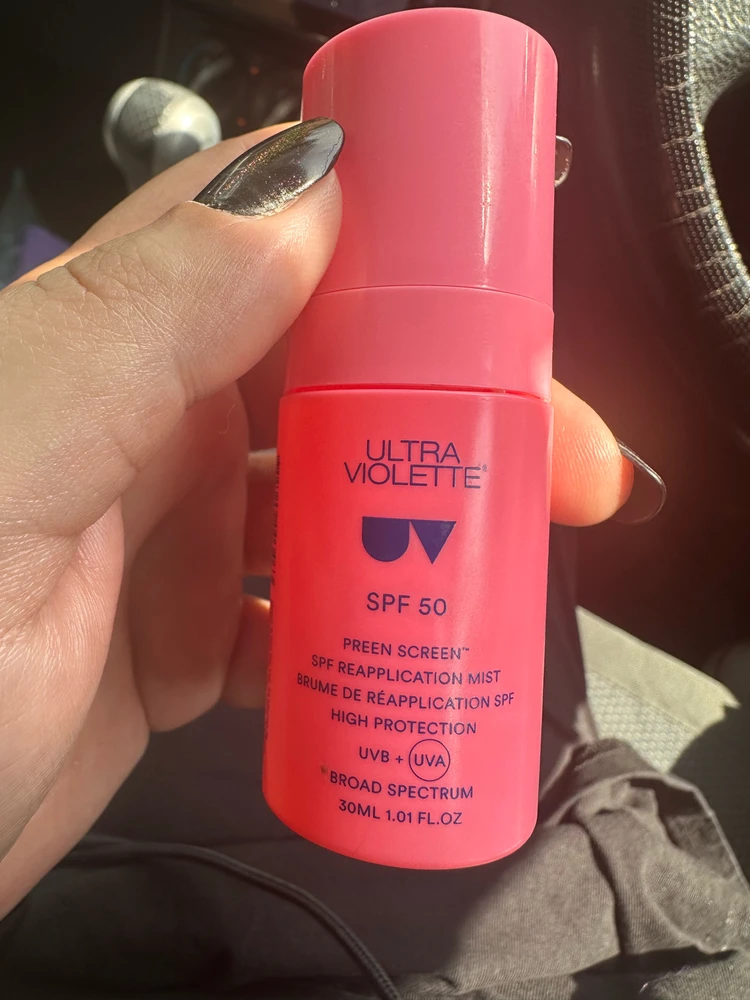 ULTRA
VIOLETTE®
UV
SPF 50
PREEN SCREEN™
SPF REAPPLICATION MIST
BRUME DE RÉAPPLICATION SPF
HIGH PROTECTION
UVB + UVA
BROAD SPECTRUM
30ML 1.01 FL.OZ